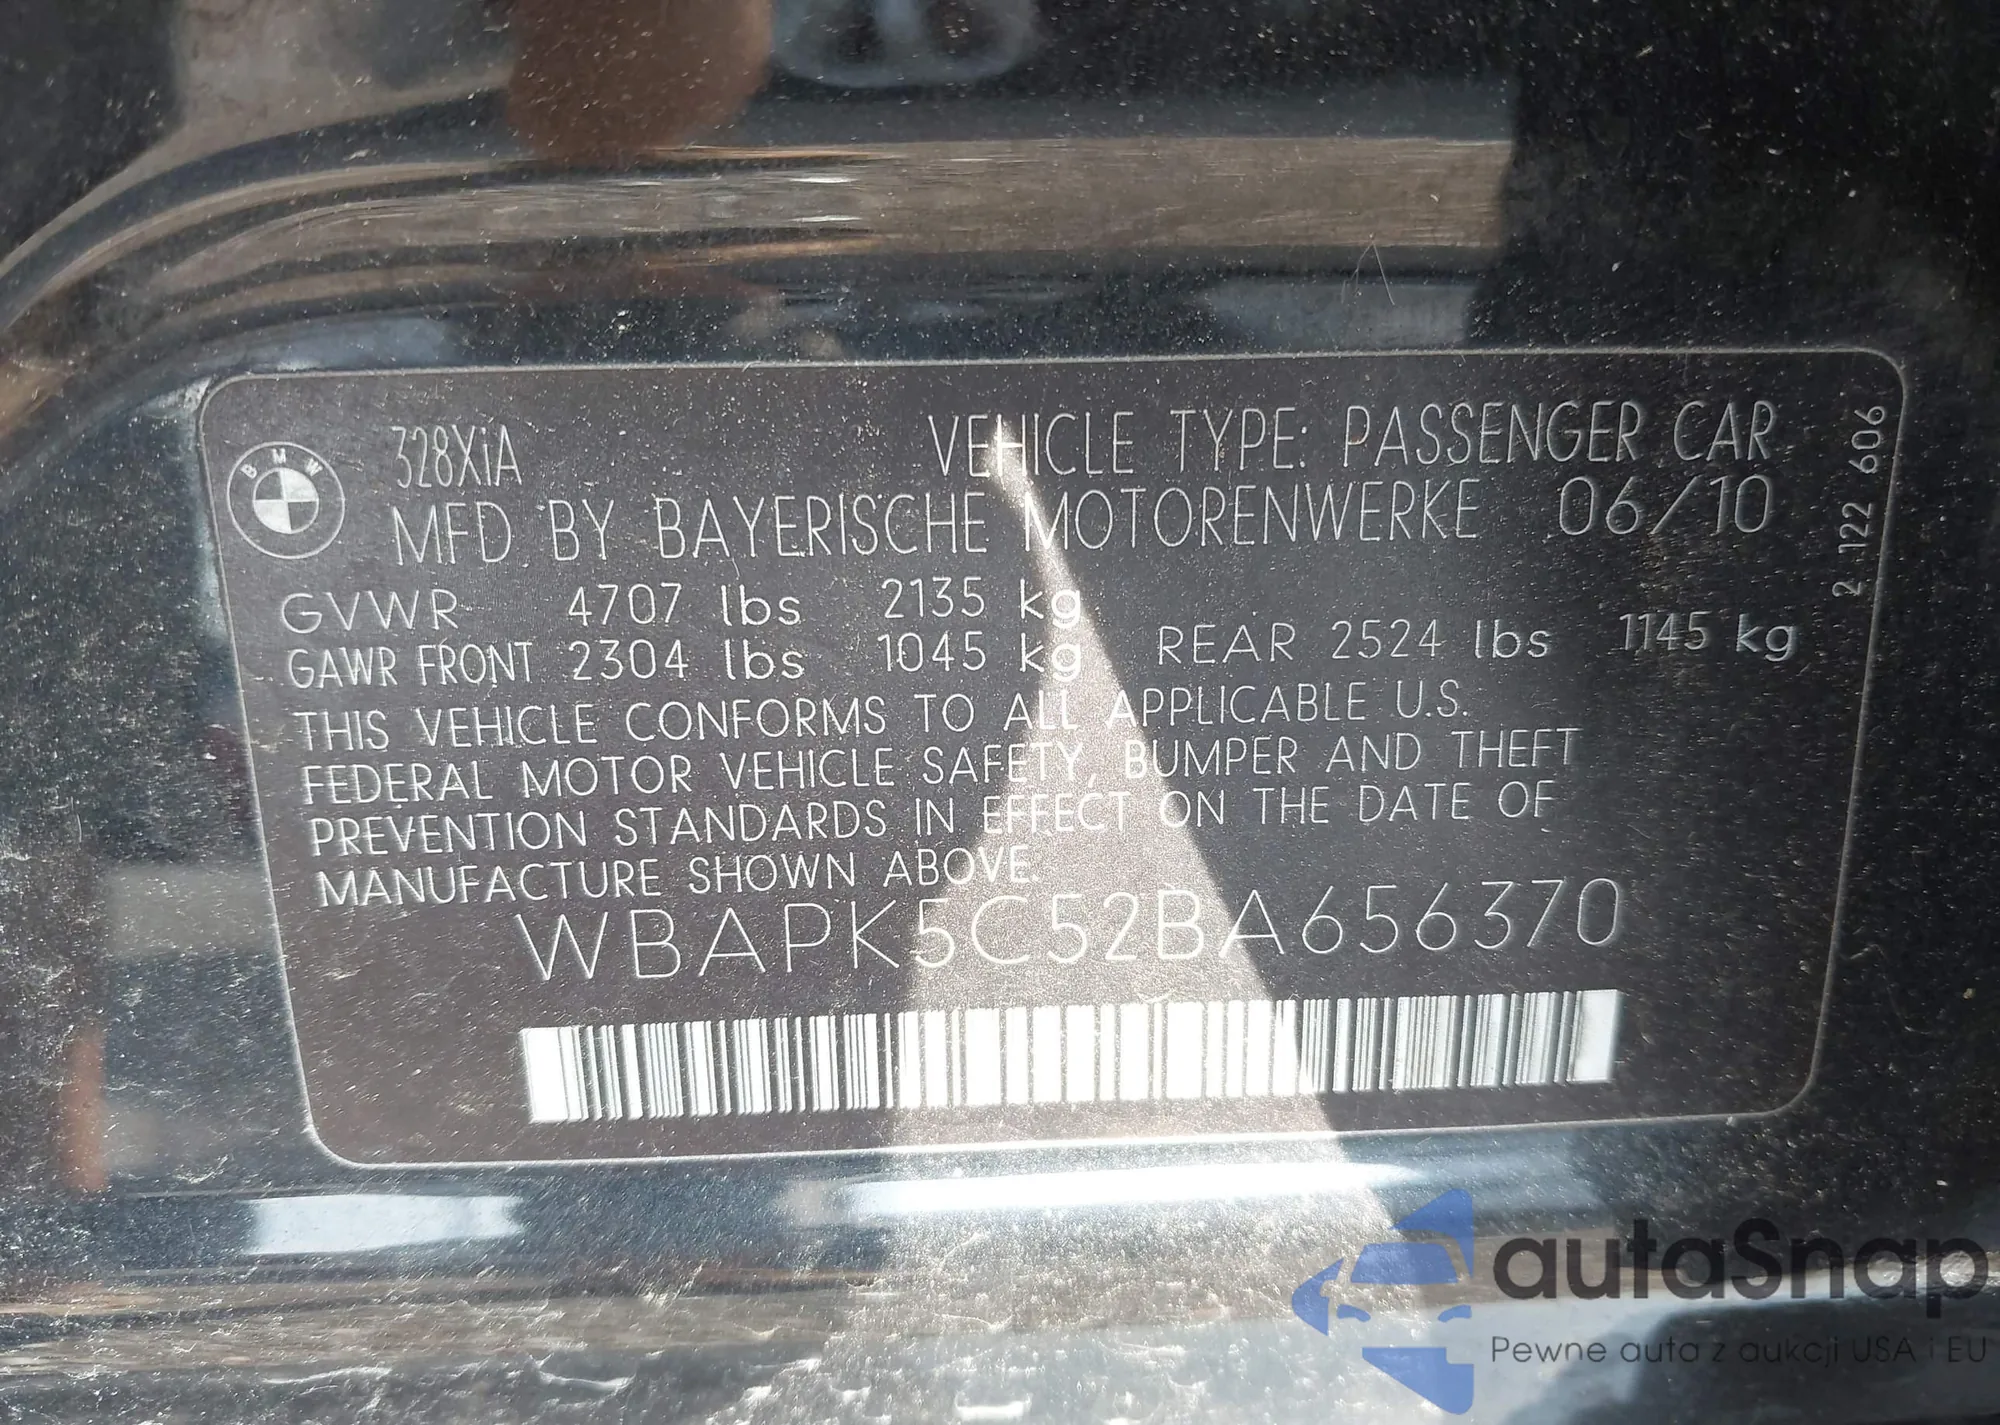 BMW
328XiA VEHICLE TYPE: PASSENGER CAR
MFD BY BAYERISCHE MOTORENWERKE 06/10
GVWR 4707 lbs 2135 kg
GAWR FRONT 2304 lbs 1045 kg REAR 2524 lbs 1145 kg
THIS VEHICLE CONFORMS TO ALL APPLICABLE U.S.
FEDERAL MOTOR VEHICLE SAFETY, BUMPER AND THEFT
PREVENTION STANDARDS IN EFFECT ON THE DATE OF
MANUFACTURE SHOWN ABOVE.
WBAPK5C52BA656370
2 122 606
autaSnap
Pewne auta z aukcji USA i EU